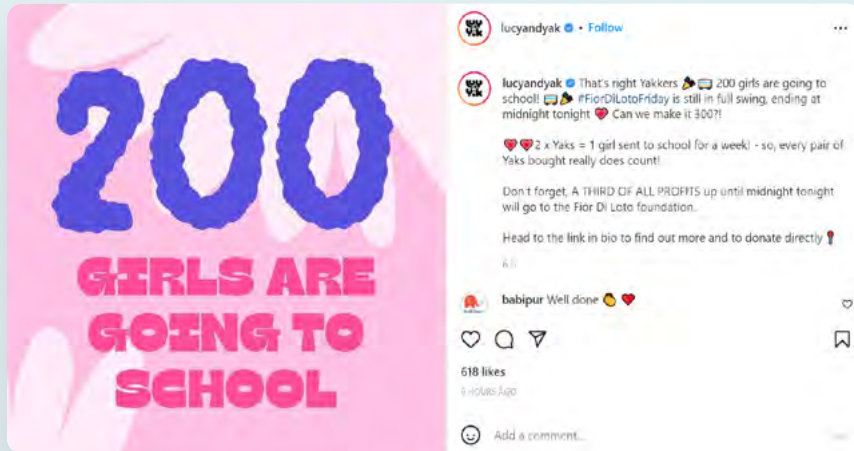 200
GIRLS ARE
GOING TO
SCHOOL
lucyandyak • Follow
lucyandyak That's right Yakkers 200 girls are going to
school! #FiorDiLotoFriday is still in full swing, ending at
midnight tonight Can we make it 300?!
2 x Yaks = 1 girl sent to school for a week! - so, every pair of
Yaks bought really does count!
Don't forget, A THIRD OF ALL PROFITS up until midnight tonight
will go to the Fior Di Loto foundation.
Head to the link in bio to find out more and to donate directly
babipur Well done
618 likes
HOURS AGO
Add a comment...